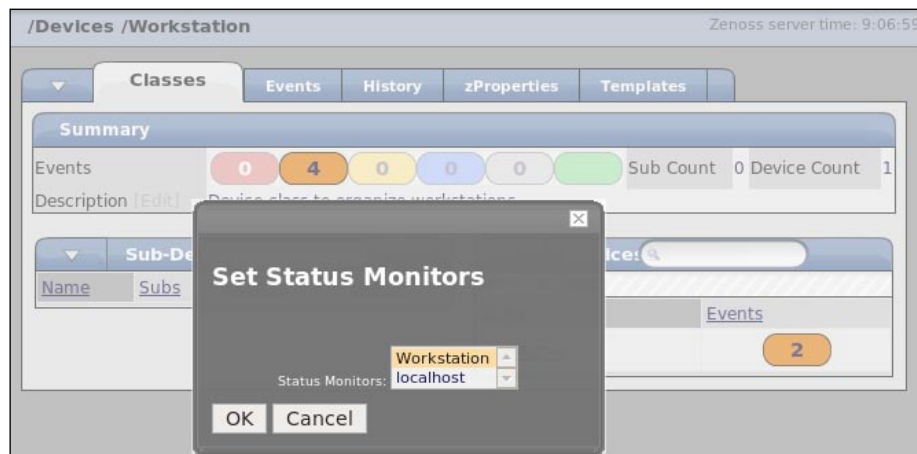 /Devices /Workstation
Zenoss server time: 9:06:59
Classes Events History zProperties Templates
Summary
Events 0 4 0 0 0 Sub Count 0 Device Count 1
Description [Edit] Device class to organize workstations
Sub-De
Name Subs
Events
2
Set Status Monitors
Status Monitors: Workstation
localhost
OK Cancel